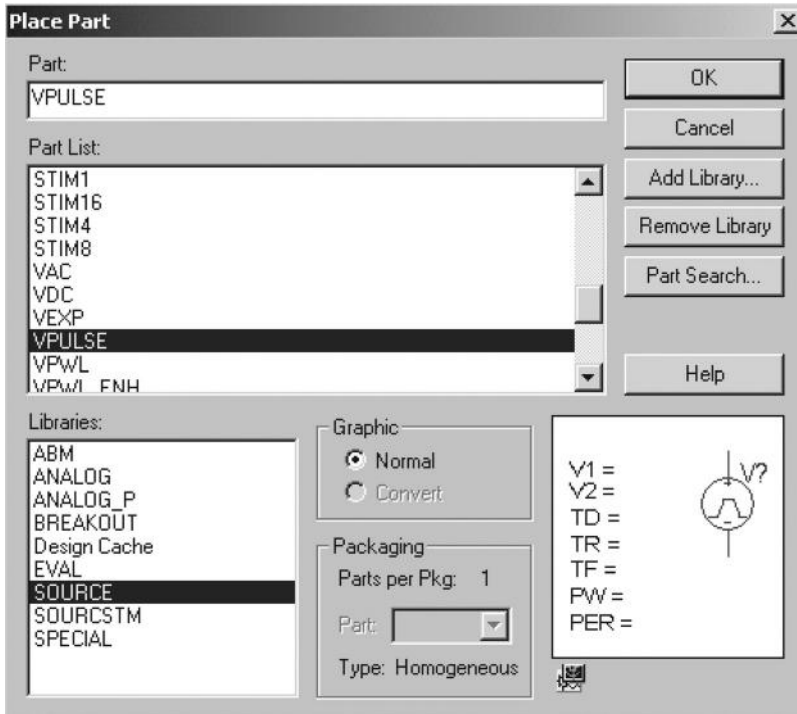 Place Part
Part:
VPULSE
Part List:
STIM1
STIM16
STIM4
STIM8
VAC
VDC
VEXP
VPULSE
VPWL
VPWL_ENH
OK
Cancel
Add Library...
Remove Library
Part Search...
Help
Libraries:
ABM
ANALOG
ANALOG_P
BREAKOUT
Design Cache
EVAL
SOURCE
SOURCSTM
SPECIAL
Graphic
Normal
Convert
Packaging
Parts per Pkg: 1
Part:
Type: Homogeneous
V1 =
V2 =
TD =
TR =
TF =
PW =
PER =
V?